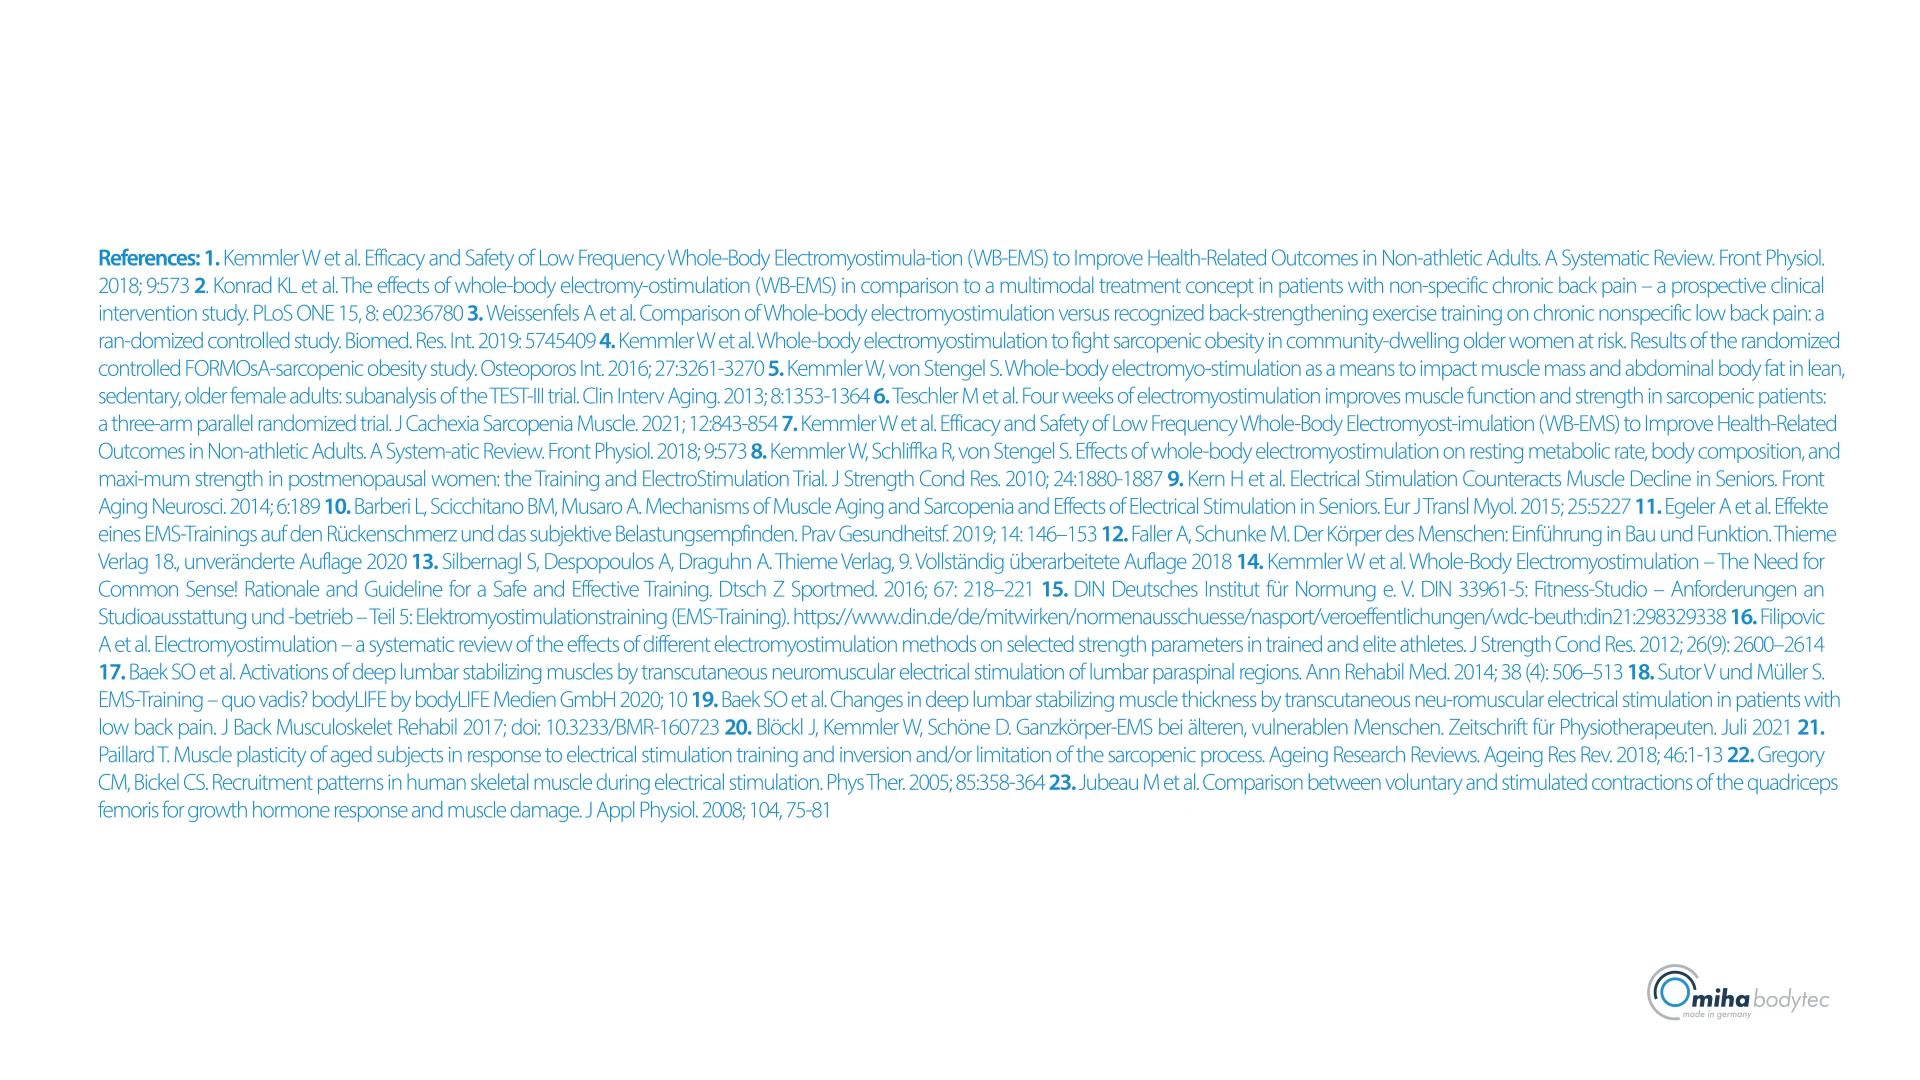 References: 1. Kemmler W et al. Efficacy and Safety of Low Frequency Whole-Body Electromyostimula-tion (WB-EMS) to Improve Health-Related Outcomes in Non-athletic Adults. A Systematic Review. Front Physiol.
2018; 9:573 2. Konrad KL et al. The effects of whole-body electromy-ostimulation (WB-EMS) in comparison to a multimodal treatment concept in patients with non-specific chronic back pain – a prospective clinical
intervention study. PLoS ONE 15, 8: e0236780 3. Weissenfels A et al. Comparison of Whole-body electromyostimulation versus recognized back-strengthening exercise training on chronic nonspecific low back pain: a
ran-domized controlled study. Biomed. Res. Int. 2019: 5745409 4. Kemmler W et al. Whole-body electromyostimulation to fight sarcopenic obesity in community-dwelling older women at risk. Results of the randomized
controlled FORMOsA-sarcopenic obesity study. Osteoporos Int. 2016; 27:3261-3270 5. Kemmler W, von Stengel S. Whole-body electromyo-stimulation as a means to impact muscle mass and abdominal body fat in lean,
sedentary, older female adults: subanalysis of the TEST-III trial. Clin Interv Aging. 2013; 8:1353-1364 6. Teschler M et al. Four weeks of electromyostimulation improves muscle function and strength in sarcopenic patients:
a three-arm parallel randomized trial. J Cachexia Sarcopenia Muscle. 2021; 12:843-854 7. Kemmler W et al. Efficacy and Safety of Low Frequency Whole-Body Electromyost-imulation (WB-EMS) to Improve Health-Related
Outcomes in Non-athletic Adults. A System-atic Review. Front Physiol. 2018; 9:573 8. Kemmler W, Schliffka R, von Stengel S. Effects of whole-body electromyostimulation on resting metabolic rate, body composition, and
maxi-mum strength in postmenopausal women: the Training and ElectroStimulation Trial. J Strength Cond Res. 2010; 24:1880-1887 9. Kern H et al. Electrical Stimulation Counteracts Muscle Decline in Seniors. Front
Aging Neurosci. 2014; 6:189 10. Barberi L, Scicchitano BM, Musaro A. Mechanisms of Muscle Aging and Sarcopenia and Effects of Electrical Stimulation in Seniors. Eur J Transl Myol. 2015; 25:5227 11. Egeler A et al. Effekte
eines EMS-Trainings auf den Rückenschmerz und das subjektive Belastungsempfinden. Prav Gesundheitsf. 2019; 14: 146–153 12. Faller A, Schunke M. Der Körper des Menschen: Einführung in Bau und Funktion. Thieme
Verlag 18., unveränderte Auflage 2020 13. Silbernagl S, Despopoulos A, Draguhn A. Thieme Verlag, 9. Vollständig überarbeitete Auflage 2018 14. Kemmler W et al. Whole-Body Electromyostimulation – The Need for
Common Sense! Rationale and Guideline for a Safe and Effective Training. Dtsch Z Sportmed. 2016; 67: 218–221 15. DIN Deutsches Institut für Normung e. V. DIN 33961-5: Fitness-Studio – Anforderungen an
Studioausstattung und -betrieb – Teil 5: Elektromyostimulationstraining (EMS-Training). https://www.din.de/de/mitwirken/normenausschuesse/nasport/veroeffentlichungen/wdc-beuth:din21:298329338 16. Filipovic
A et al. Electromyostimulation – a systematic review of the effects of different electromyostimulation methods on selected strength parameters in trained and elite athletes. J Strength Cond Res. 2012; 26(9): 2600–2614
17. Baek SO et al. Activations of deep lumbar stabilizing muscles by transcutaneous neuromuscular electrical stimulation of lumbar paraspinal regions. Ann Rehabil Med. 2014; 38 (4): 506–513 18. Sutor V und Müller S.
EMS-Training – quo vadis? bodyLIFE by bodyLIFE Medien GmbH 2020; 10 19. Baek SO et al. Changes in deep lumbar stabilizing muscle thickness by transcutaneous neu-romuscular electrical stimulation in patients with
low back pain. J Back Musculoskelet Rehabil 2017; doi: 10.3233/BMR-160723 20. Blöckl J, Kemmler W, Schöne D. Ganzkörper-EMS bei älteren, vulnerablen Menschen. Zeitschrift für Physiotherapeuten. Juli 2021 21.
Paillard T. Muscle plasticity of aged subjects in response to electrical stimulation training and inversion and/or limitation of the sarcopenic process. Ageing Research Reviews. Ageing Res Rev. 2018; 46:1-13 22. Gregory
CM, Bickel CS. Recruitment patterns in human skeletal muscle during electrical stimulation. Phys Ther. 2005; 85:358-364 23. Jubeau M et al. Comparison between voluntary and stimulated contractions of the quadriceps
femoris for growth hormone response and muscle damage. J Appl Physiol. 2008; 104, 75-81
miha bodytec
made in germany